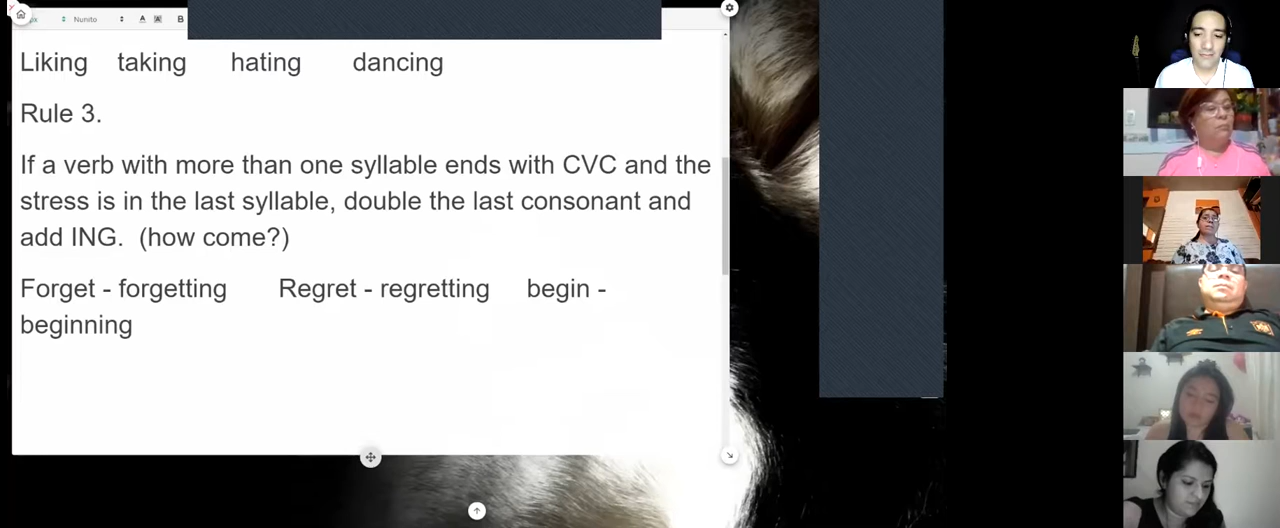 Nunito A A B
Liking taking hating dancing
Rule 3.
If a verb with more than one syllable ends with CVC and the
stress is in the last syllable, double the last consonant and
add ING. (how come?)
Forget - forgetting Regret - regretting begin -
beginning